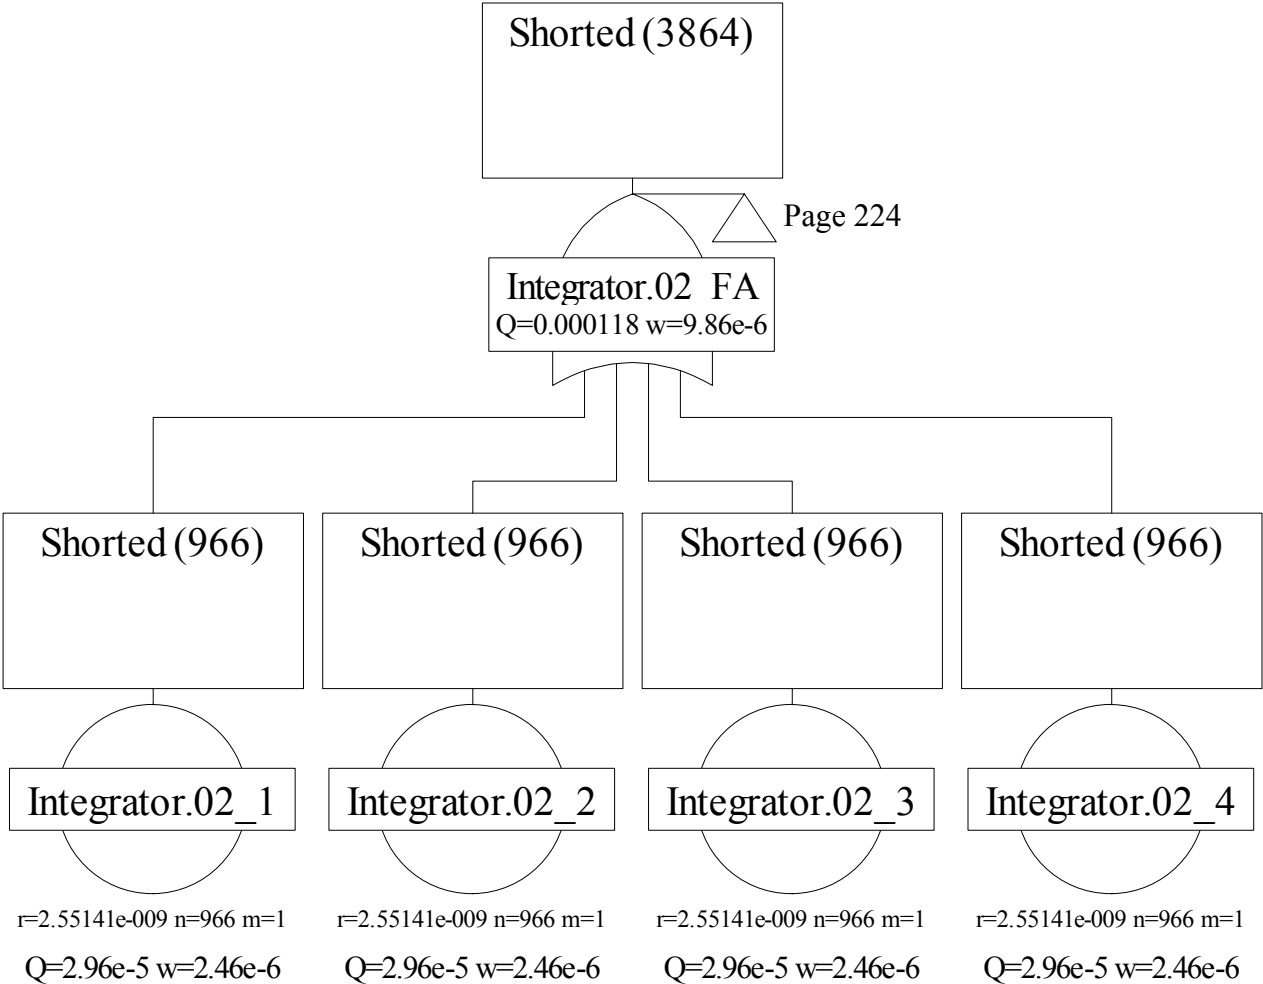 Shorted (3864)
Page 224
Integrator.02 FA
Q=0.000118 w=9.86e-6
Shorted (966)
Shorted (966)
Shorted (966)
Shorted (966)
Integrator.02_1
Integrator.02_2
Integrator.02_3
Integrator.02_4
r=2.55141e-009 n=966 m=1
r=2.55141e-009 n=966 m=1
r=2.55141e-009 n=966 m=1
r=2.55141e-009 n=966 m=1
Q=2.96e-5 w=2.46e-6
Q=2.96e-5 w=2.46e-6
Q=2.96e-5 w=2.46e-6
Q=2.96e-5 w=2.46e-6